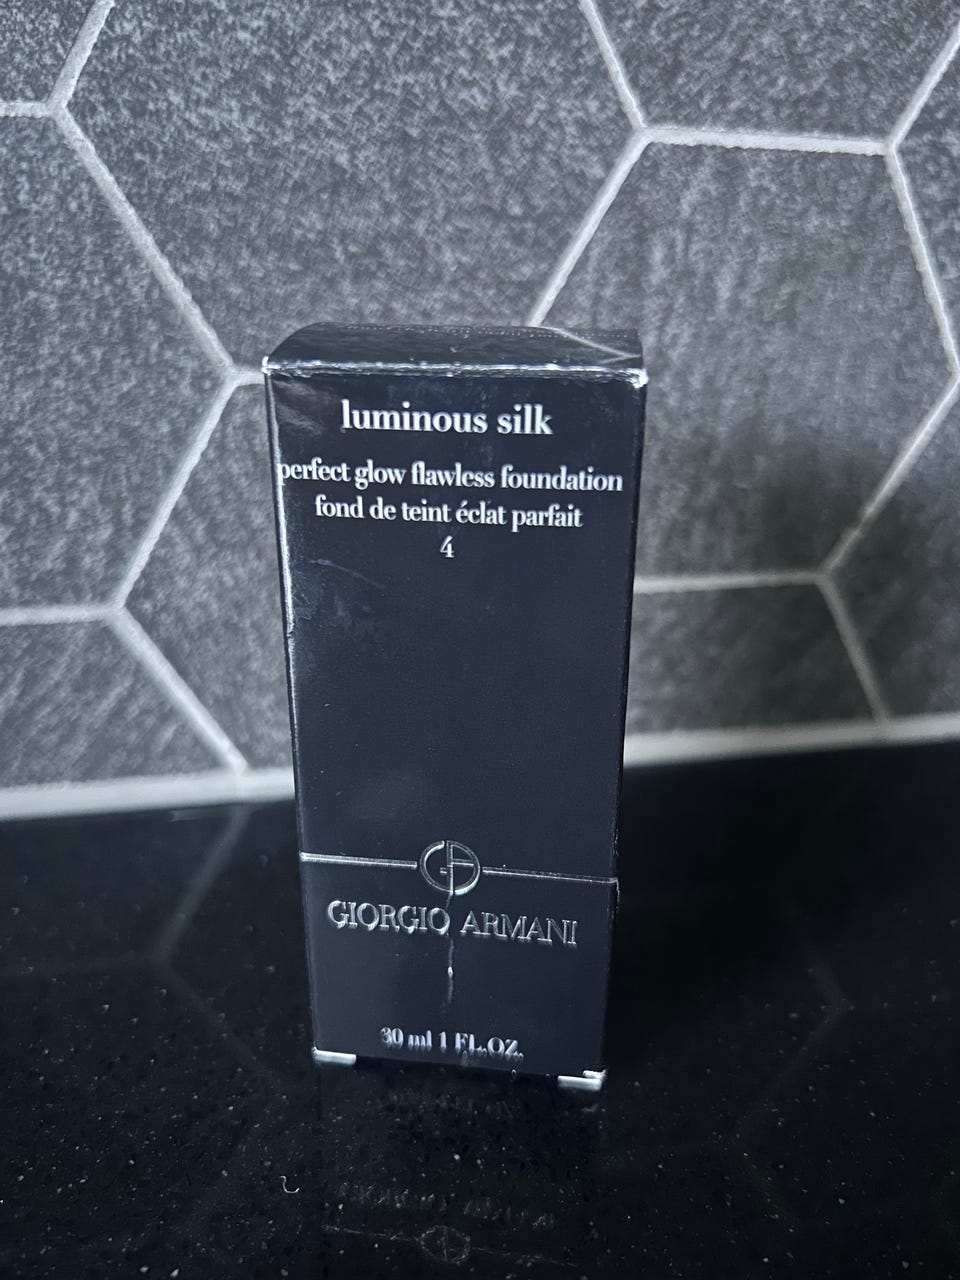 luminous silk
perfect glow flawless foundation
fond de teint éclat parfait
4
GIORGIO ARMANI
30 ml 1 FL.OZ.